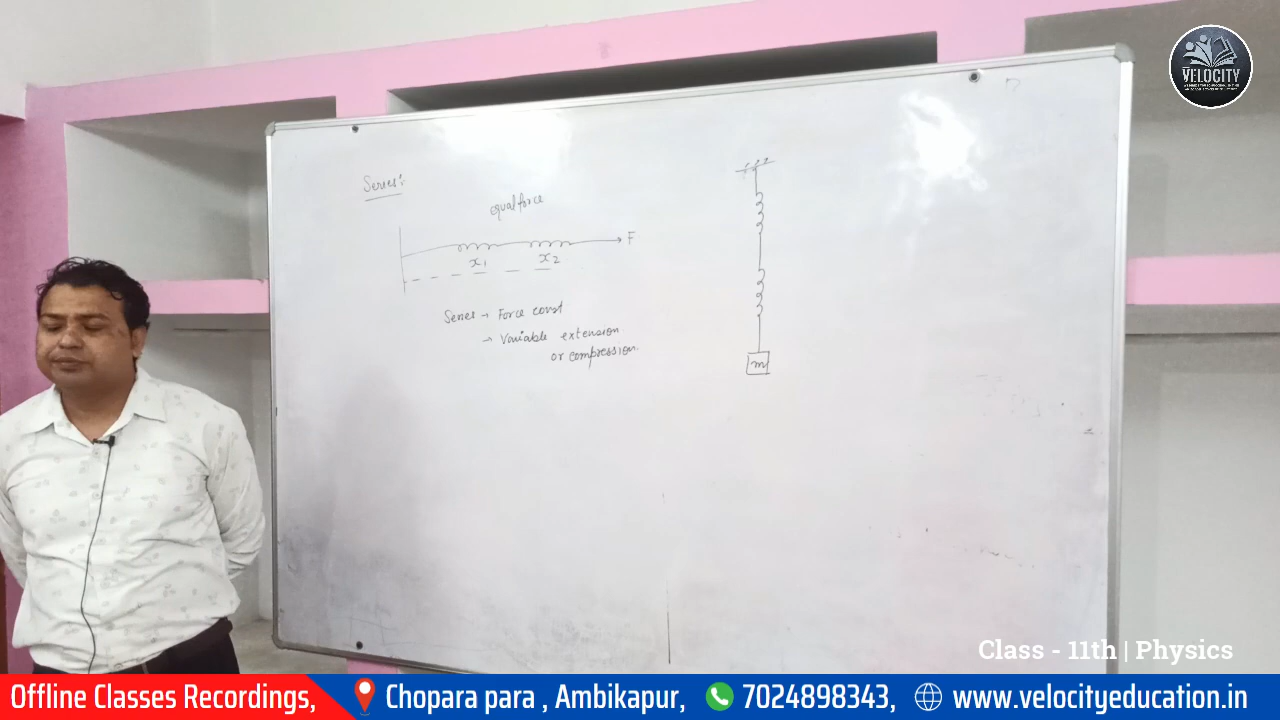 VELOCITY
Series:
equal force
F
x1 x2
Series → Force const
→ Variable extension
or compression.
m
Class - 11th | Physics
Offline Classes Recordings, Chopara para , Ambikapur, 7024898343, www.velocityeducation.in